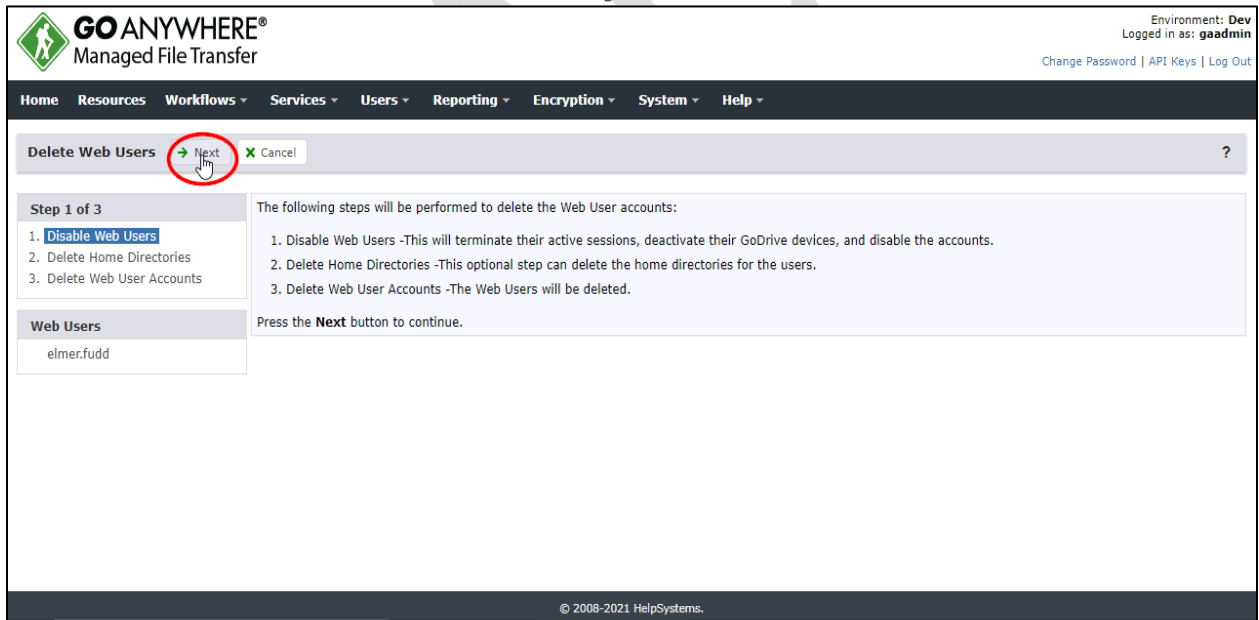 GO ANYWHERE®
Managed File Transfer
Environment: Dev
Logged in as: gaadmin
Change Password | API Keys | Log Out
Home Resources Workflows Services Users Reporting Encryption System Help
Delete Web Users Next Cancel ?
Step 1 of 3
1. Disable Web Users
2. Delete Home Directories
3. Delete Web User Accounts
Web Users
elmer.fudd
The following steps will be performed to delete the Web User accounts:
1. Disable Web Users -This will terminate their active sessions, deactivate their GoDrive devices, and disable the accounts.
2. Delete Home Directories -This optional step can delete the home directories for the users.
3. Delete Web User Accounts -The Web Users will be deleted.
Press the Next button to continue.
© 2008-2021 HelpSystems.